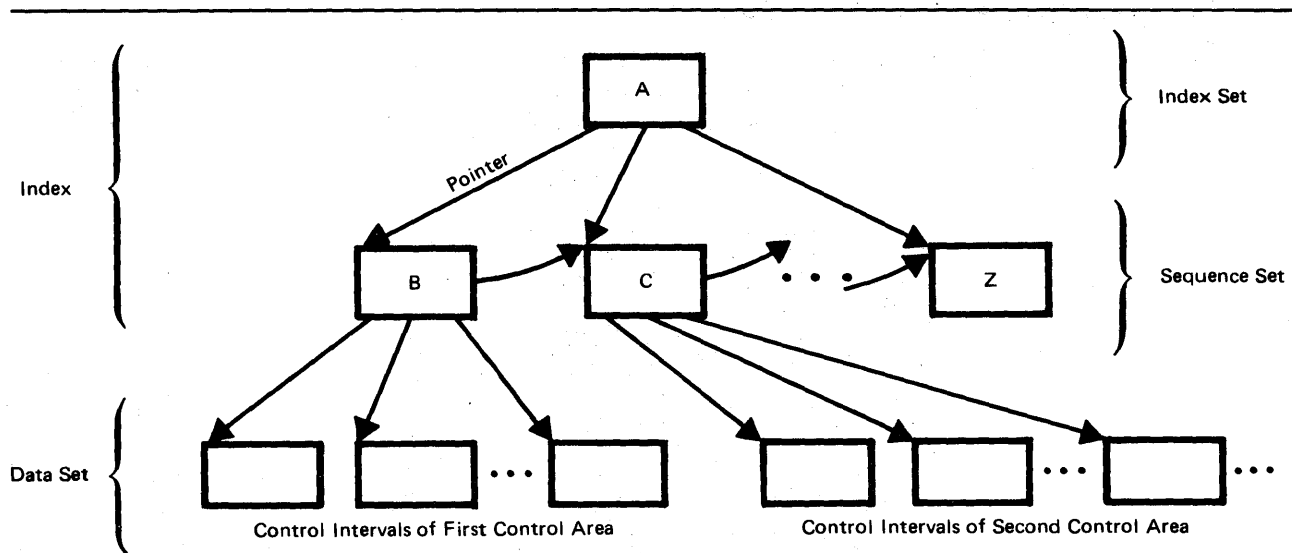 A
Index Set
Pointer
Index
B
C
• • •
Z
Sequence Set
Data Set
• • •
• • •
• • •
Control Intervals of First Control Area
Control Intervals of Second Control Area